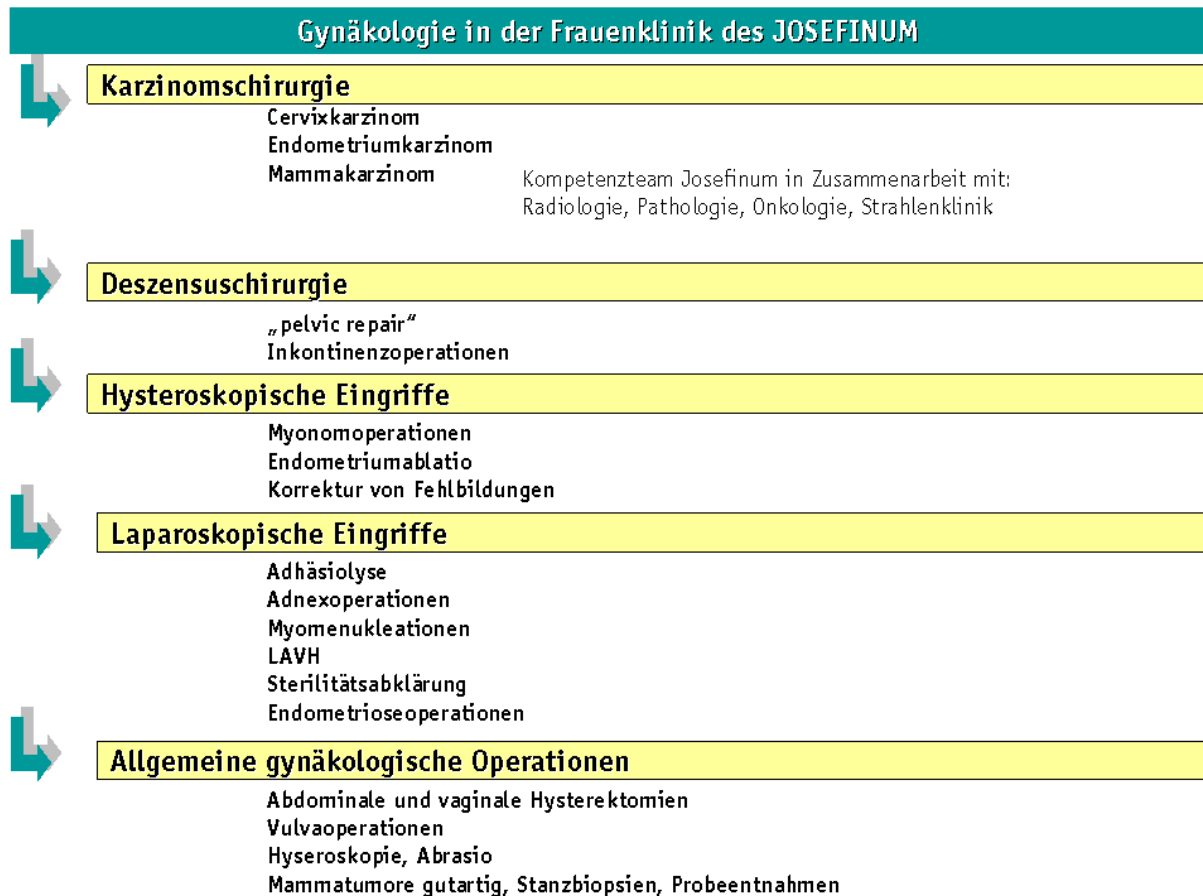 Gynäkologie in der Frauenklinik des JOSEFINUM
Karzinomschirurgie
Cervixkarzinom
Endometriumkarzinom
Mammakarzinom
Kompetenzteam Josefinum in Zusammenarbeit mit:
Radiologie, Pathologie, Onkologie, Strahlenklinik
Deszensuschirurgie
„pelvic repair“
Inkontinenzoperationen
Hysteroskopische Eingriffe
Myonomoperationen
Endometriumablatio
Korrektur von Fehlbildungen
Laparoskopische Eingriffe
Adhäsiolyse
Adnexoperationen
Myomenukleationen
LAVH
Sterilitätsabklärung
Endometrioseoperationen
Allgemeine gynäkologische Operationen
Abdominale und vaginale Hysterektomien
Vulvaoperationen
Hyseroskopie, Abrasio
Mammatumore gutartig, Stanzbiopsien, Probeentnahmen